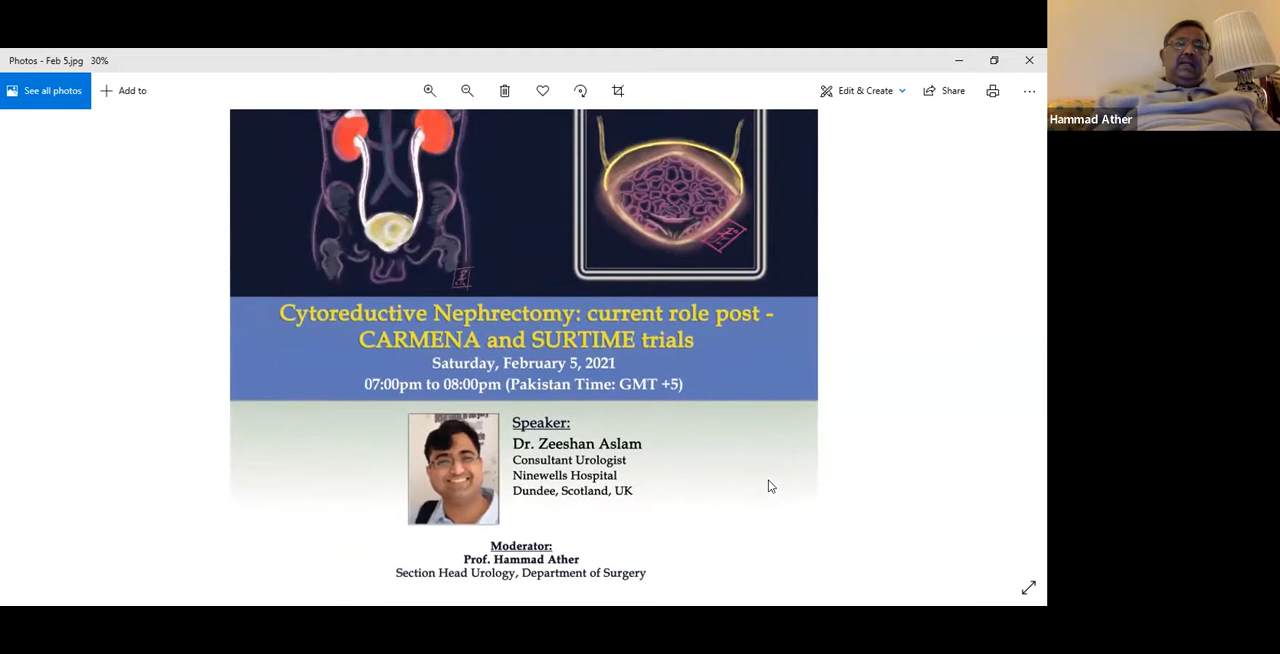 Photos - Feb 5.jpg 30%
See all photos
Add to
Edit & Create
Share
Hammad Ather
Cytoreductive Nephrectomy: current role post -
CARMENA and SURTIME trials
Saturday, February 5, 2021
07:00pm to 08:00pm (Pakistan Time: GMT +5)
Speaker:
Dr. Zeeshan Aslam
Consultant Urologist
Ninewells Hospital
Dundee, Scotland, UK
Moderator:
Prof. Hammad Ather
Section Head Urology, Department of Surgery